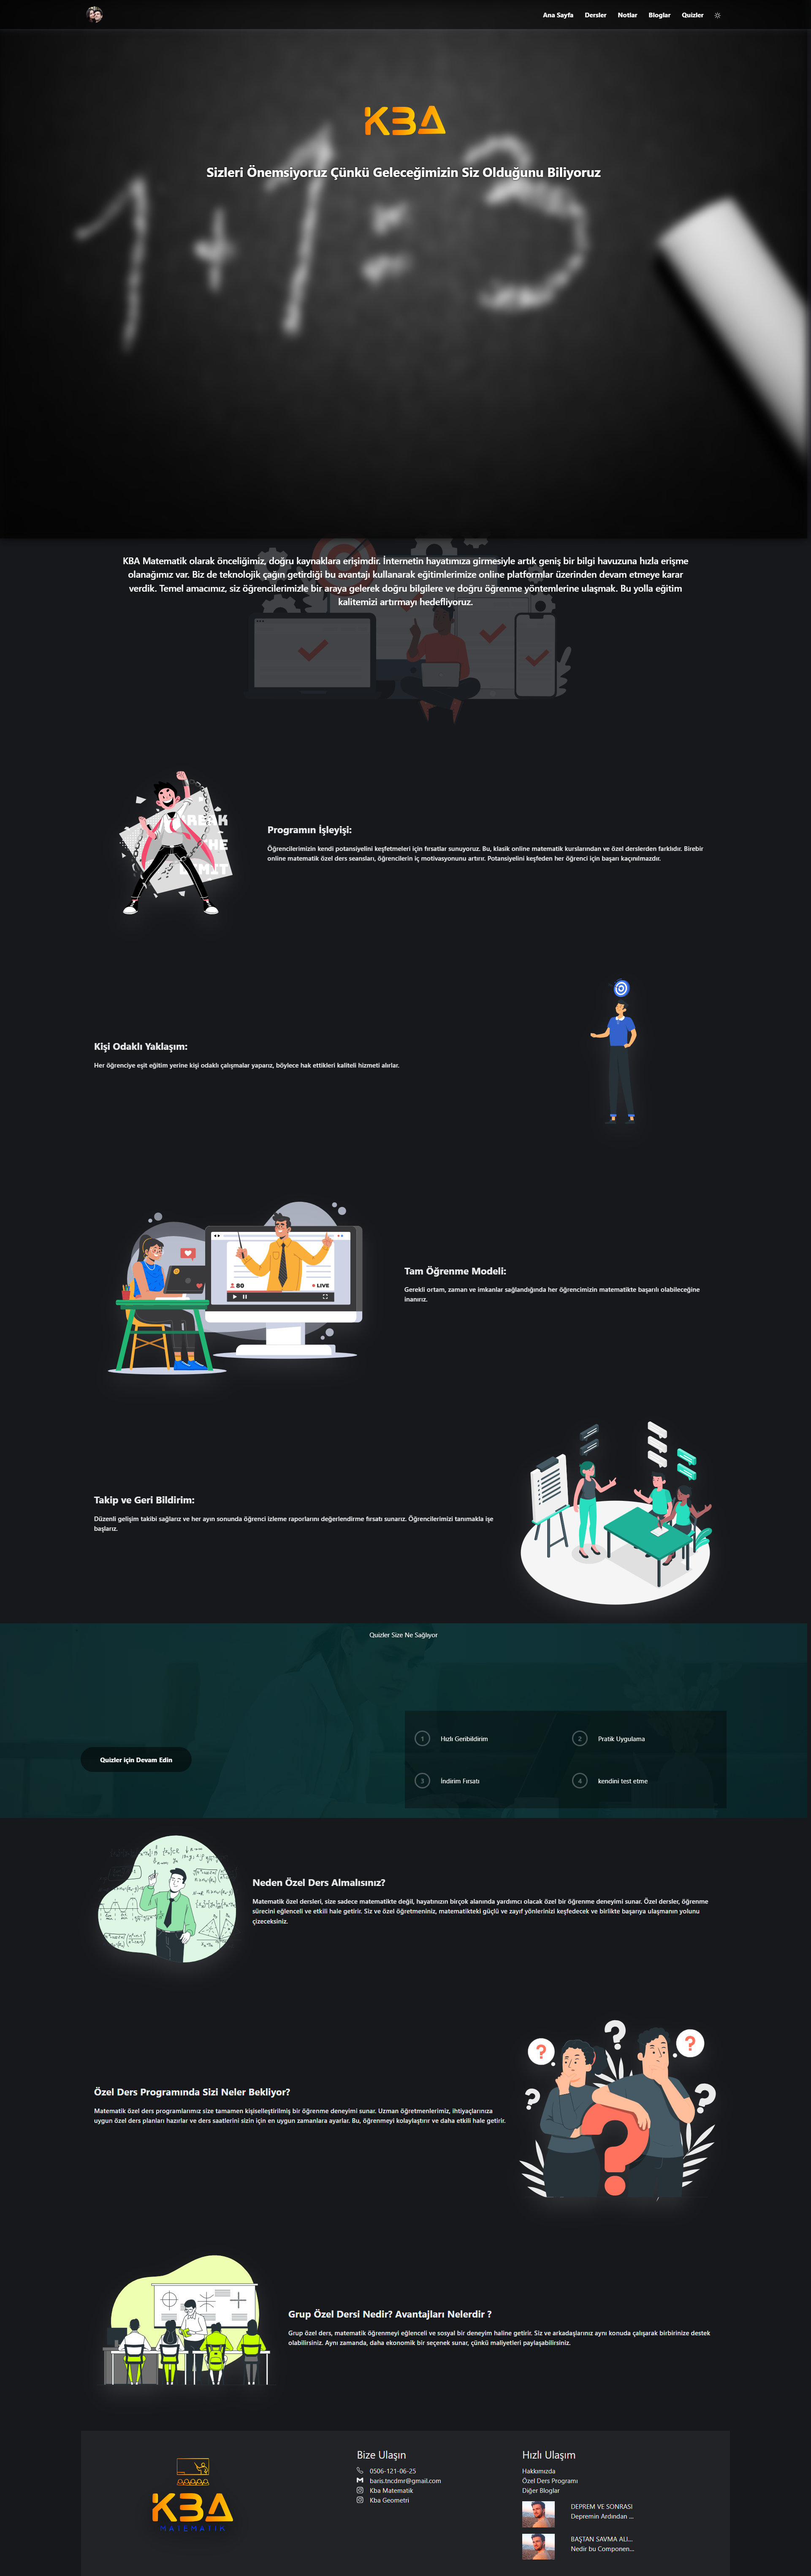 Ana Sayfa Dersler Notlar Bloglar Quizler
KBA
Sizleri Önemsiyoruz Çünkü Geleceğimizin Siz Olduğunu Biliyoruz
1+1=3
KBA Matematik olarak önceliğimiz, doğru kaynaklara erişimdir. İnternetin hayatımıza girmesiyle artık geniş bir bilgi havuzuna hızla erişme
olanağımız var. Biz de teknolojik çağın getirdiği bu avantajı kullanarak eğitimlerimize online platformlar üzerinden devam etmeye karar
verdik. Temel amacımız, siz öğrencilerimizle bir araya gelerek doğru bilgilere ve doğru öğrenme yöntemlerine ulaşmak. Bu yolla eğitim
kalitemizi artırmayı hedefliyoruz.
Programın İşleyişi:
Öğrencilerimizin kendi potansiyelini keşfetmeleri için fırsatlar sunuyoruz. Bu, klasik online matematik kurslarından ve özel derslerden farklıdır. Birebir
online matematik özel ders seansları, öğrencilerin iç motivasyonunu artırır. Potansiyelini keşfeden her öğrenci için başarı kaçınılmazdır.
Kişi Odaklı Yaklaşım:
Her öğrenciye eşit eğitim yerine kişi odaklı çalışmalar yaparız, böylece hak ettikleri kaliteli hizmeti alırlar.
80
LIVE
Tam Öğrenme Modeli:
Gerekli ortam, zaman ve imkanlar sağlandığında her öğrencimizin matematikte başarılı olabileceğine
inanırız.
Takip ve Geri Bildirim:
Düzenli gelişim takibi sağlarız ve her ayın sonunda öğrenci izleme raporlarını değerlendirme fırsatı sunarız. Öğrencilerimizi tanımakla işe
başlarız.
Quizler Size Ne Sağlıyor
1 Hızlı Geribildirim
2 Pratik Uygulama
Quizler için Devam Edin
3 İndirim Fırsatı
4 kendini test etme
Neden Özel Ders Almalısınız?
Matematik özel dersleri, size sadece matematikte değil, hayatınızın birçok alanında yardımcı olacak özel bir öğrenme deneyimi sunar. Özel dersler, öğrenme
sürecini eğlenceli ve etkili hale getirir. Siz ve özel öğretmeniniz, matematikteki güçlü ve zayıf yönlerinizi keşfedecek ve birlikte başarıya ulaşmanın yolunu
çizeceksiniz.
Özel Ders Programında Sizi Neler Bekliyor?
Matematik özel ders programlarımız size tamamen kişiselleştirilmiş bir öğrenme deneyimi sunar. Uzman öğretmenlerimiz, ihtiyaçlarınıza
uygun özel ders planları hazırlar ve ders saatlerini sizin için en uygun zamanlara ayarlar. Bu, öğrenmeyi kolaylaştırır ve daha etkili hale getirir.
Grup Özel Dersi Nedir? Avantajları Nelerdir ?
Grup özel ders, matematik öğrenmeyi eğlenceli ve sosyal bir deneyim haline getirir. Siz ve arkadaşlarınız aynı konuda çalışarak birbirinize destek
olabilirsiniz. Aynı zamanda, daha ekonomik bir seçenek sunar, çünkü maliyetleri paylaşabilirsiniz.
KBA
MATEMATİK
Bize Ulaşın
0506-121-06-25
baris.tncdmr@gmail.com
Kba Matematik
Kba Geometri
Hızlı Ulaşım
Hakkımızda
Özel Ders Programı
Diğer Bloglar
DEPREM VE SONRASI
Depremin Ardından ...
BAŞTAN SAVMA ALI...
Nedir bu Componen...